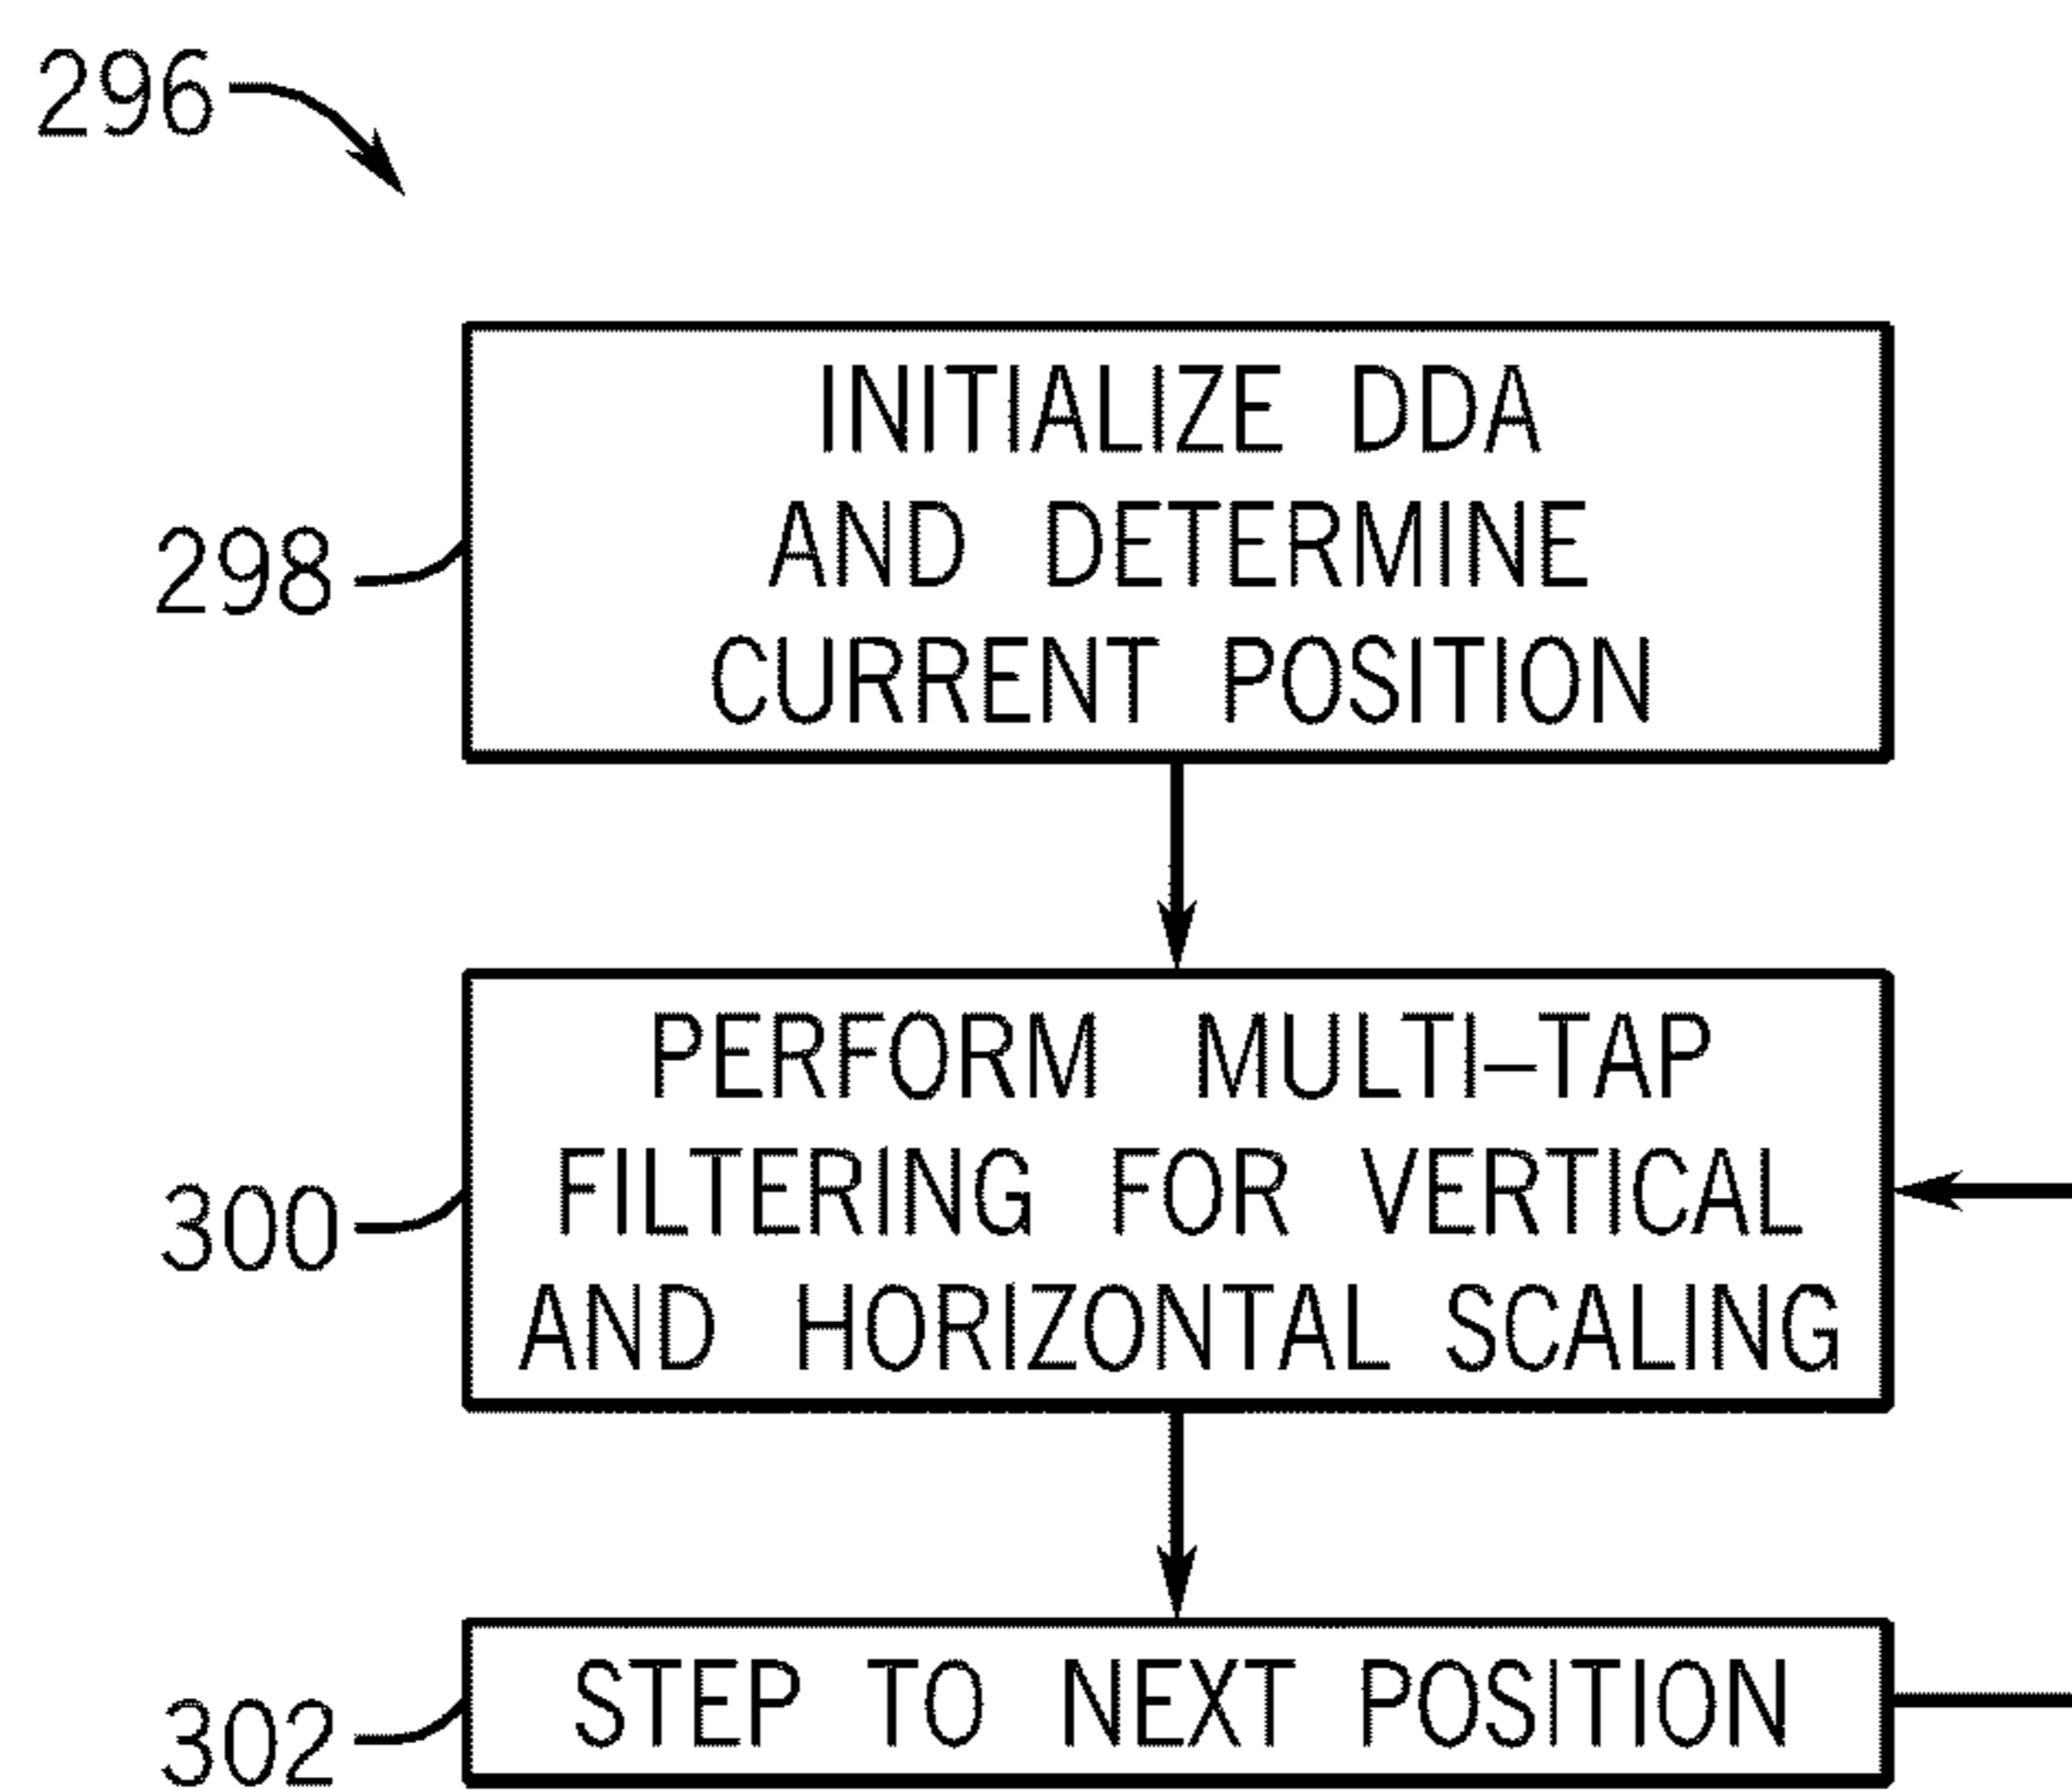 296
INITIALIZE DDA
AND DETERMINE
CURRENT POSITION
298
PERFORM MULTI-TAP
FILTERING FOR VERTICAL
AND HORIZONTAL SCALING
300
STEP TO NEXT POSITION
302